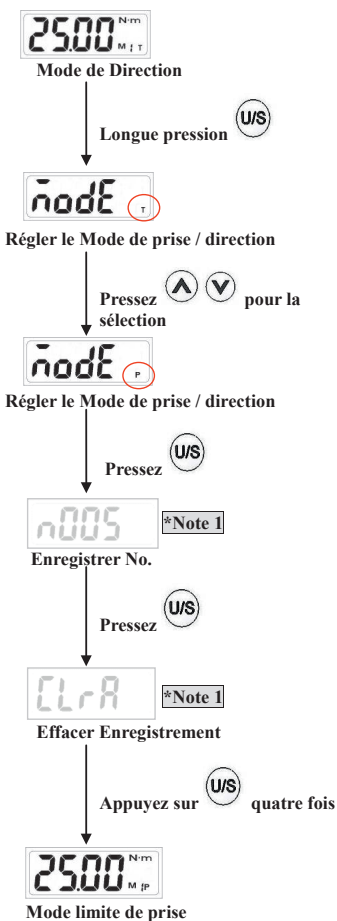 25.00 N·m
M T
Mode de Direction
Longue pression U/S
modE T
Régler le Mode de prise / direction
Pressez pour la
sélection
modE P
Régler le Mode de prise / direction
Pressez U/S
n005 *Note 1
Enregistrer No.
Pressez U/S
CLrA *Note 1
Effacer Enregistrement
Appuyez sur U/S quatre fois
25.00 N·m
M P
Mode limite de prise